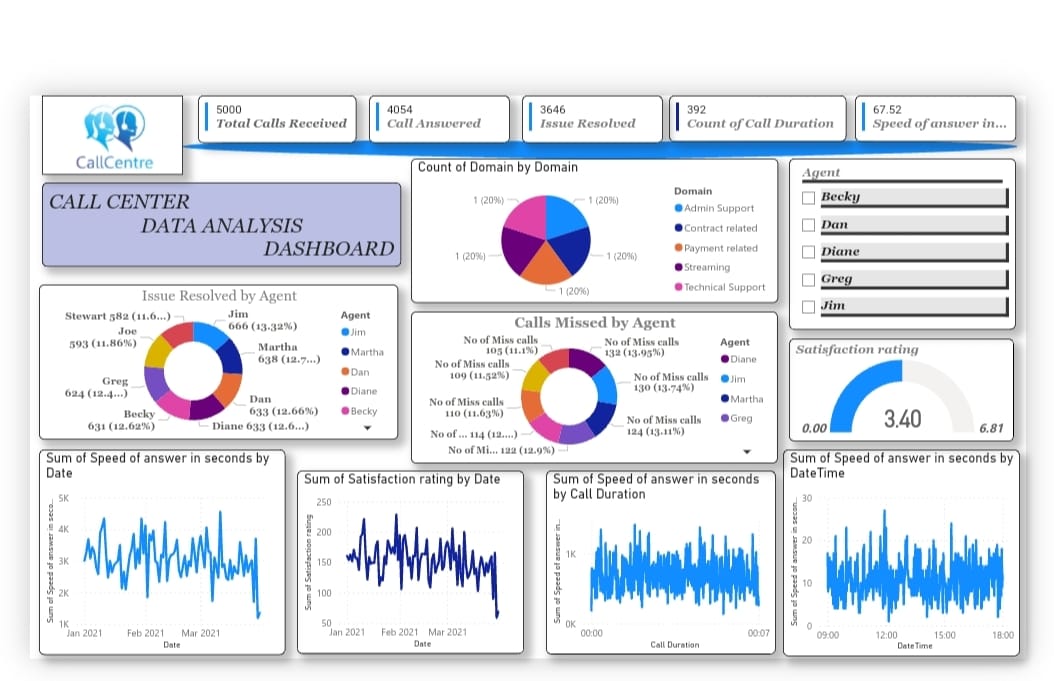 CallCentre
5000
Total Calls Received
4054
Call Answered
3646
Issue Resolved
392
Count of Call Duration
67.52
Speed of answer in...
CALL CENTER
DATA ANALYSIS
DASHBOARD
Count of Domain by Domain
1 (20%)
1 (20%)
1 (20%)
1 (20%)
1 (20%)
Domain
Admin Support
Contract related
Payment related
Streaming
Technical Support
Agent
Becky
Dan
Diane
Greg
Jim
Issue Resolved by Agent
Stewart 582 (11.6...)
Joe
593 (11.86%)
Greg
624 (12.4...)
Becky
631 (12.62%)
Jim
666 (13.32%)
Martha
638 (12.7...)
Dan
633 (12.66%)
Diane 633 (12.6...)
Agent
Jim
Martha
Dan
Diane
Becky
Calls Missed by Agent
No of Miss calls
105 (11.1%)
No of Miss calls
109 (11.52%)
No of Miss calls
110 (11.63%)
No of ... 114 (12....)
No of Mi... 122 (12.9%)
No of Miss calls
132 (13.95%)
No of Miss calls
130 (13.74%)
No of Miss calls
124 (13.11%)
Agent
Diane
Jim
Martha
Greg
Satisfaction rating
0.00
3.40
6.81
Sum of Speed of answer in seconds by
Date
Sum of Speed of answer in seco...
5K
4K
3K
2K
1K
Jan 2021
Feb 2021
Mar 2021
Date
Sum of Satisfaction rating by Date
Sum of Satisfaction rating
250
200
150
100
50
Jan 2021
Feb 2021
Mar 2021
Date
Sum of Speed of answer in seconds
by Call Duration
Sum of Speed of answer in...
1K
0K
00:00
00:07
Call Duration
Sum of Speed of answer in seconds by
DateTime
Sum of Speed of answer in secon...
30
20
10
0
09:00
12:00
15:00
18:00
DateTime